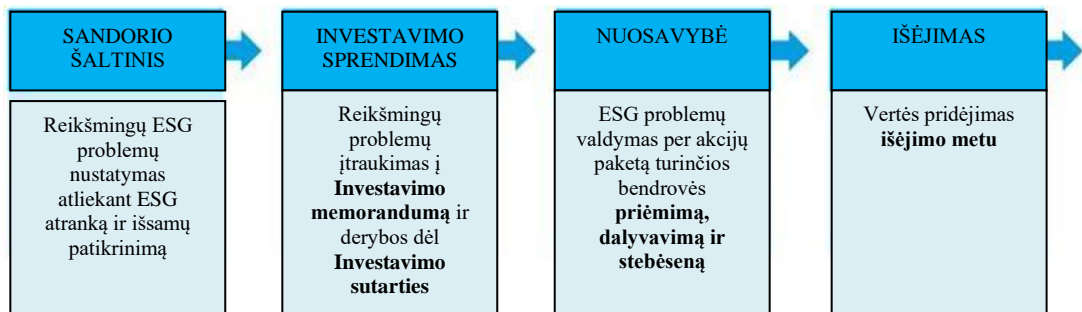 SANDORIO
ŠALTINIS
Reikšmingų ESG
problemų
nustatymas
atliekant ESG
atranką ir išsamų
patikrinimą
INVESTAVIMO
SPRENDIMAS
Reikšmingų
problemų
įtraukimas į
Investavimo
memorandumą ir
derybos dėl
Investavimo
sutarties
NUOSAVYBĖ
ESG problemų
valdymas per akcijų
paketą turinčios
bendrovės
priėmimą,
dalyvavimą ir
stebėseną
IŠĖJIMAS
Vertės pridėjimas
išėjimo metu